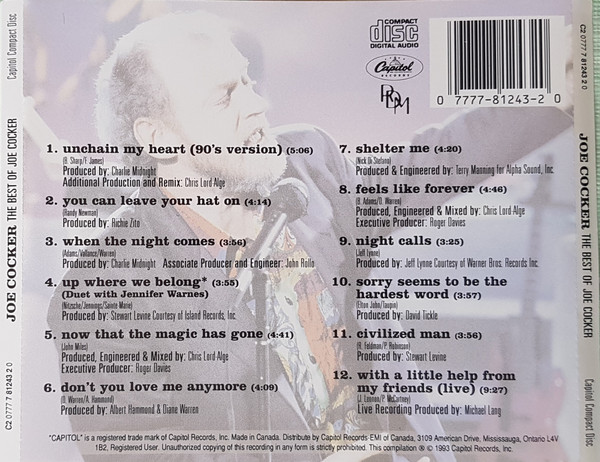 C2 0777 7 81243 2 0
JOE COCKER THE BEST OF JOE COCKER
Capitol Compact Disc
COMPACT
disc
DIGITAL AUDIO
Capitol
RECORDS
0 7777-81243-2 0
1. unchain my heart (90's version) (5:06)
(B. Sharp/F. James)
Produced by: Charlie Midnight
Additional Production and Remix: Chris Lord Alge
2. you can leave your hat on (4:14)
(Randy Newman)
Produced by: Richie Zito
3. when the night comes (3:56)
(Adams/Vallance/Warren)
Produced by: Charlie Midnight Associate Producer and Engineer: John Rollo
4. up where we belong* (3:55)
(Duet with Jennifer Warnes)
(Nitzsche/Jennings/Sainte Marie)
Produced by: Stewart Levine Courtesy of Island Records, Inc.
5. now that the magic has gone (4:41)
(John Miles)
Produced, Engineered & Mixed by: Chris Lord Alge
Executive Producer: Roger Davies
6. don't you love me anymore (4:09)
(D. Warren/A. Hammond)
Produced by: Albert Hammond & Diane Warren
7. shelter me (4:20)
(Nick Di Stefano)
Produced & Engineered by: Terry Manning for Alpha Sound, Inc
8. feels like forever (4:46)
(B. Adams/D. Warren)
Produced, Engineered & Mixed by: Chris Lord-Alge
Executive Producer: Roger Davies
9. night calls (3:25)
(Jeff Lynne)
Produced by: Jeff Lynne Courtesy of Warner Bros. Records Inc.
10. sorry seems to be the
hardest word (3:57)
(Elton John/Taupin)
Produced by: David Tickle
11. civilized man (3:56)
(R. Feldman/P. Robinson)
Produced by: Stewart Levine
12. with a little help from
my friends (live) (9:27)
(J. Lennon/P. McCartney)
Live Recording Produced by: Michael Lang
"CAPITOL" is a registered trade mark of Capitol Records, Inc. Made in Canada. Distribute by Capitol Records-EMI of Canada, 3109 American Drive, Mississauga, Ontario L4V
1B2, Registered User. Unauthorized copying of this recording in any form is strictly prohibited. This compilation ℗ © 1993 Capitol Records, Inc.
C2 0777 7 81243 2 0
JOE COCKER THE BEST OF JOE COCKER
Capitol Compact Disc